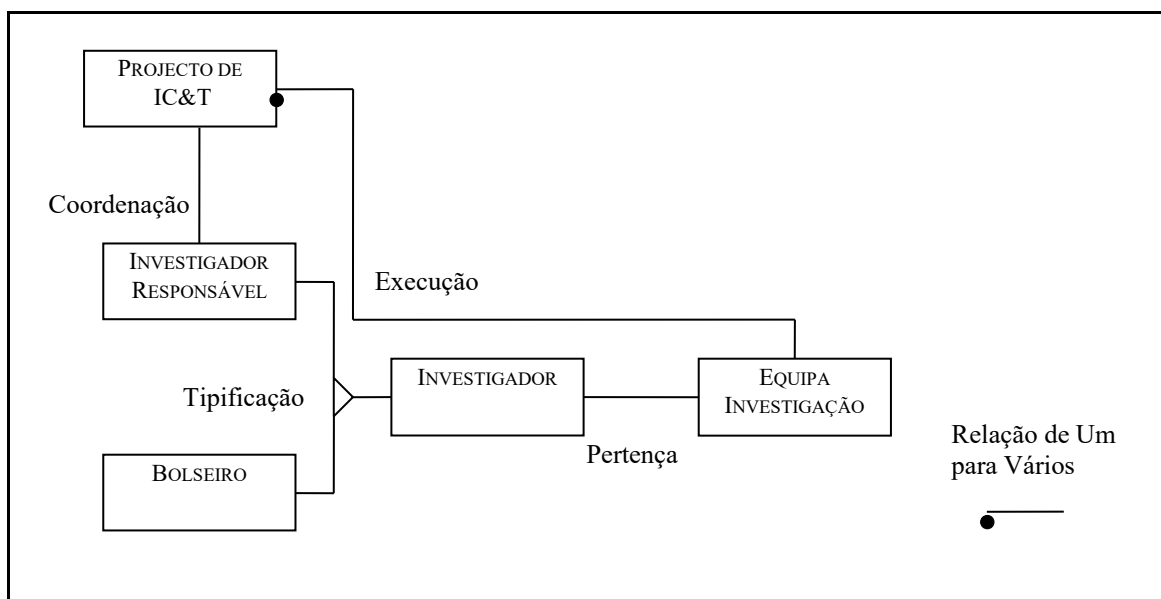 PROJECTO DE
IC&T
Coordenação
INVESTIGADOR
RESPONSÁVEL
Execução
Tipificação
INVESTIGADOR
EQUIPA
INVESTIGAÇÃO
Pertença
BOLSEIRO
Relação de Um
para Vários